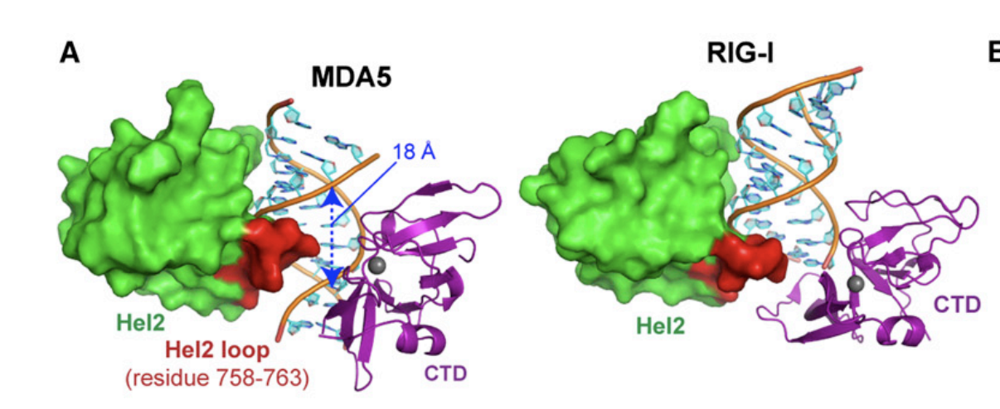 A
MDA5
RIG-I
18 Å
Hel2
Hel2 loop
(residue 758-763)
CTD
Hel2
CTD